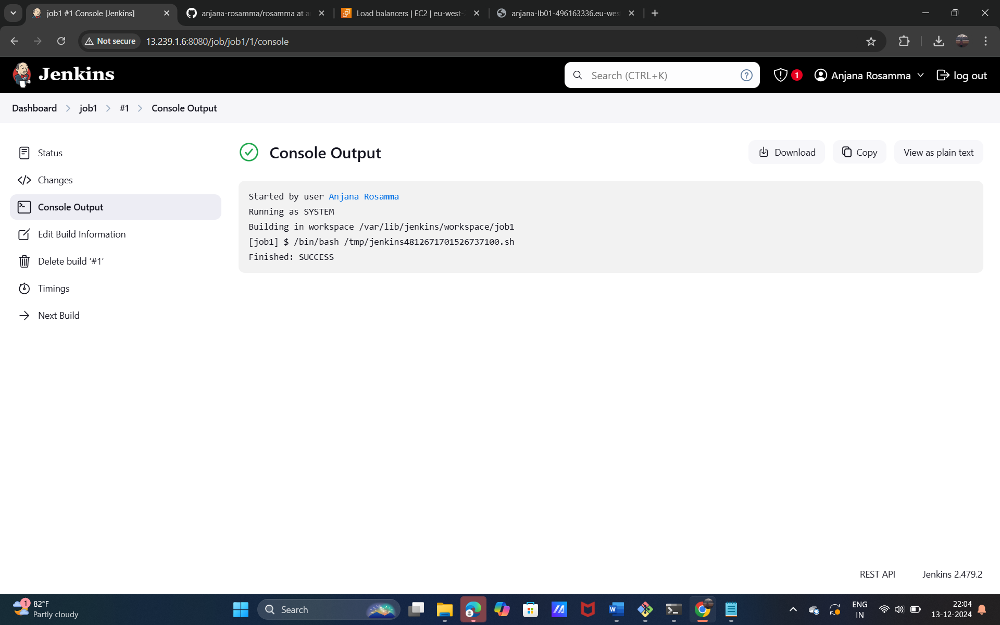 job1 #1 Console [Jenkins]
anjana-rosamma/rosamma at a
Load balancers | EC2 | eu-west-
anjana-lb01-496163336.eu-wes
Not secure
13.239.1.6:8080/job/job1/1/console
Jenkins
Search (CTRL+K)
?
1
Anjana Rosamma
log out
Dashboard
job1
#1
Console Output
Status
Changes
Console Output
Edit Build Information
Delete build ‘#1’
Timings
Next Build
Console Output
Download
Copy
View as plain text
Started by user Anjana Rosamma
Running as SYSTEM
Building in workspace /var/lib/jenkins/workspace/job1
[job1] $ /bin/bash /tmp/jenkins4812671701526737100.sh
Finished: SUCCESS
REST API
Jenkins 2.479.2
1
82°F
Partly cloudy
Search
ENG
IN
22:04
13-12-2024